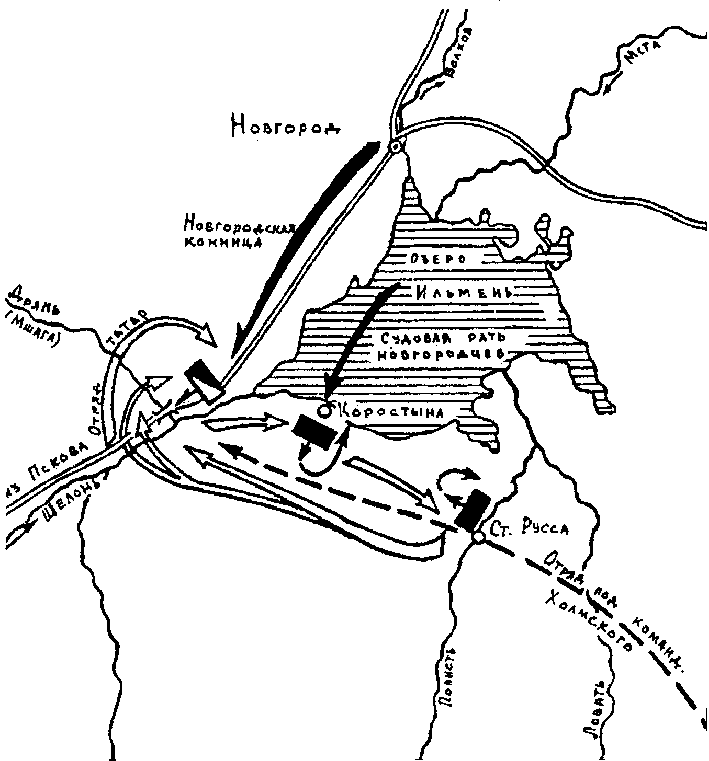 Волхов
Мста
Новгород
Новгородская
конница
Озеро
Ильмень
Дрянь
(Мшага)
Отряд татар
Судовая рать
новгородцев
Коростына
из Пскова
Шелонь
Ст. Русса
Отряд под команд.
Холмского
Полисть
Ловать